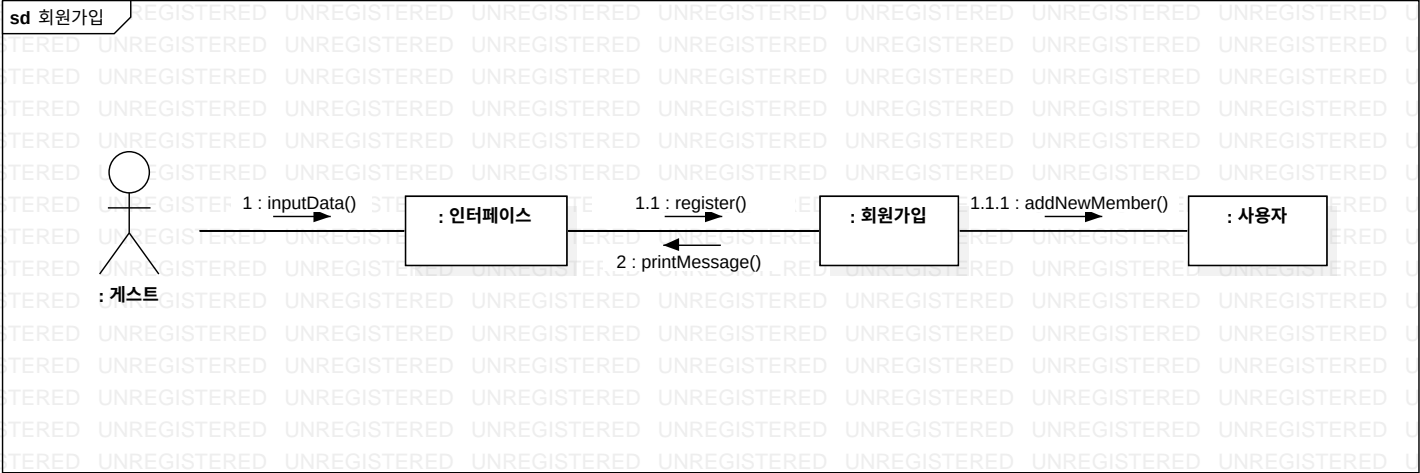 sd 회원가입
1 : inputData()
1.1 : register()
1.1.1 : addNewMember()
: 인터페이스
: 회원가입
: 사용자
2 : printMessage()
: 게스트
UNREGISTERED